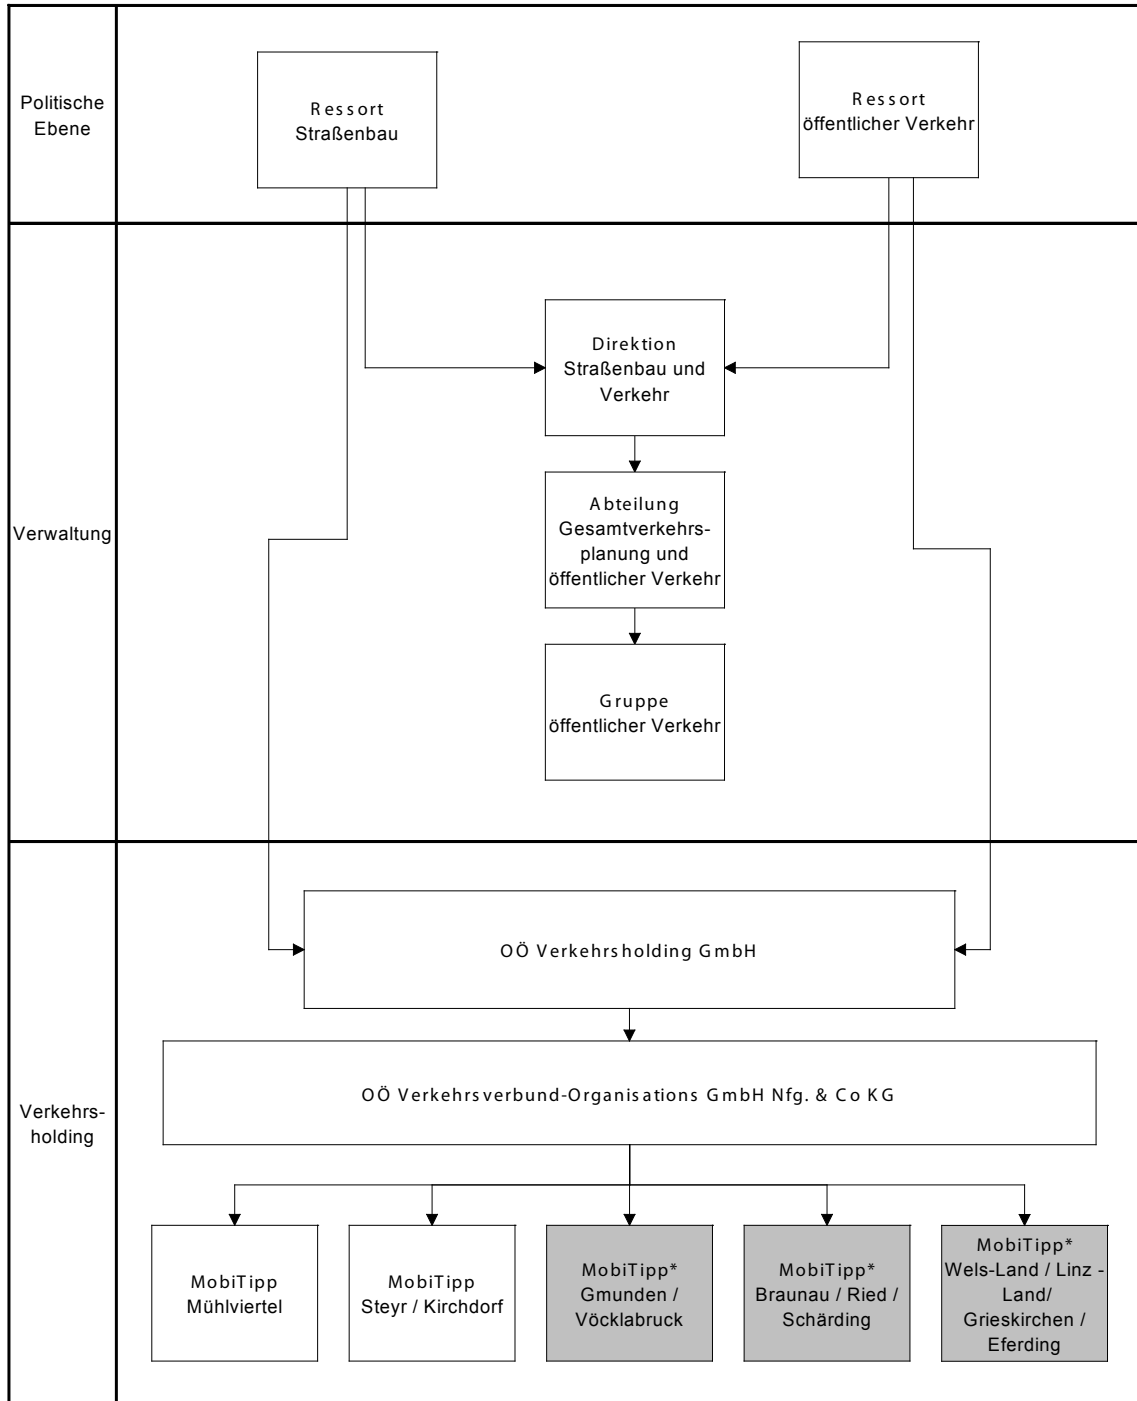 Politische
Ebene
Ressort
Straßenbau
Ressort
öffentlicher Verkehr
Verwaltung
Direktion
Straßenbau und
Verkehr
Abteilung
Gesamtverkehrs-
planung und
öffentlicher Verkehr
Gruppe
öffentlicher Verkehr
Verkehrs-
holding
OÖ Verkehrsholding GmbH
OÖ Verkehrsverbund-Organisations GmbH Nfg. & Co KG
MobiTipp
Mühlviertel
MobiTipp
Steyr / Kirchdorf
MobiTipp*
Gmunden /
Vöcklabruck
MobiTipp*
Braunau / Ried /
Schärding
MobiTipp*
Wels-Land / Linz -
Land/
Grieskirchen /
Eferding